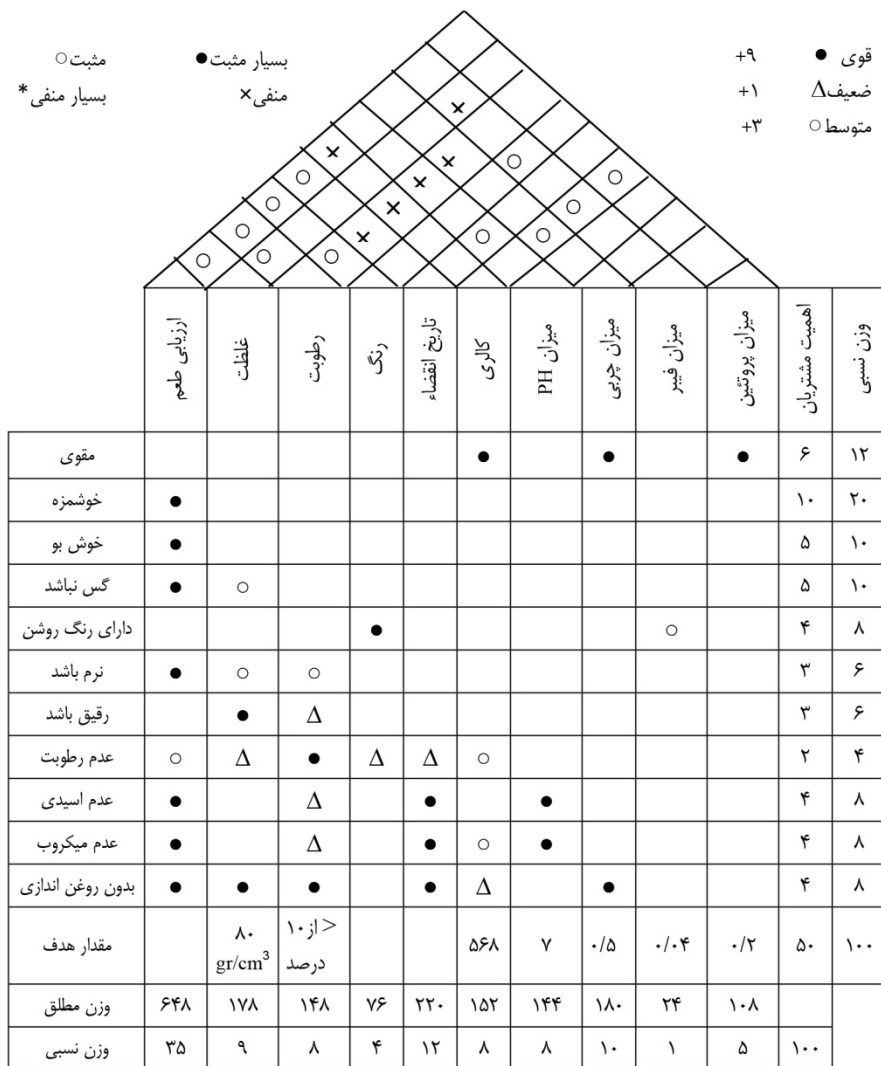 قوی ● +۹
ضعیف Δ +۱
متوسط ○ +۳
بسیار مثبت ● مثبت ○
منفی × بسیار منفی *
ارزیابی طعم
غلظت
رطوبت
رنگ
تاریخ انقضاء
کالری
میزان PH
میزان چربی
میزان فیبر
میزان پروتئین
اهمیت مشتریان
وزن نسبی
مقوی ● ● ● ۶ ۱۲
خوشمزه ● ۱۰ ۲۰
خوش بو ● ۵ ۱۰
گس نباشد ● ○ ۵ ۱۰
دارای رنگ روشن ● ○ ۴ ۸
نرم باشد ● ○ ○ ۳ ۶
رقیق باشد ● Δ ۳ ۶
عدم رطوبت ○ Δ ● Δ Δ ○ ۲ ۴
عدم اسیدی ● Δ ● ● ۴ ۸
عدم میکروب ● Δ ● ○ ● ۴ ۸
بدون روغن اندازی ● ● ● ● Δ ● ۴ ۸
مقدار هدف ۸۰ gr/cm³ < از ۱۰ درصد ۵۶۸ ۷ ۰/۵ ۰/۰۴ ۰/۲ ۵۰ ۱۰۰
وزن مطلق ۶۴۸ ۱۷۸ ۱۴۸ ۷۶ ۲۲۰ ۱۵۲ ۱۴۴ ۱۸۰ ۲۴ ۱۰۸
وزن نسبی ۳۵ ۹ ۸ ۴ ۱۲ ۸ ۸ ۱۰ ۱ ۵ ۱۰۰